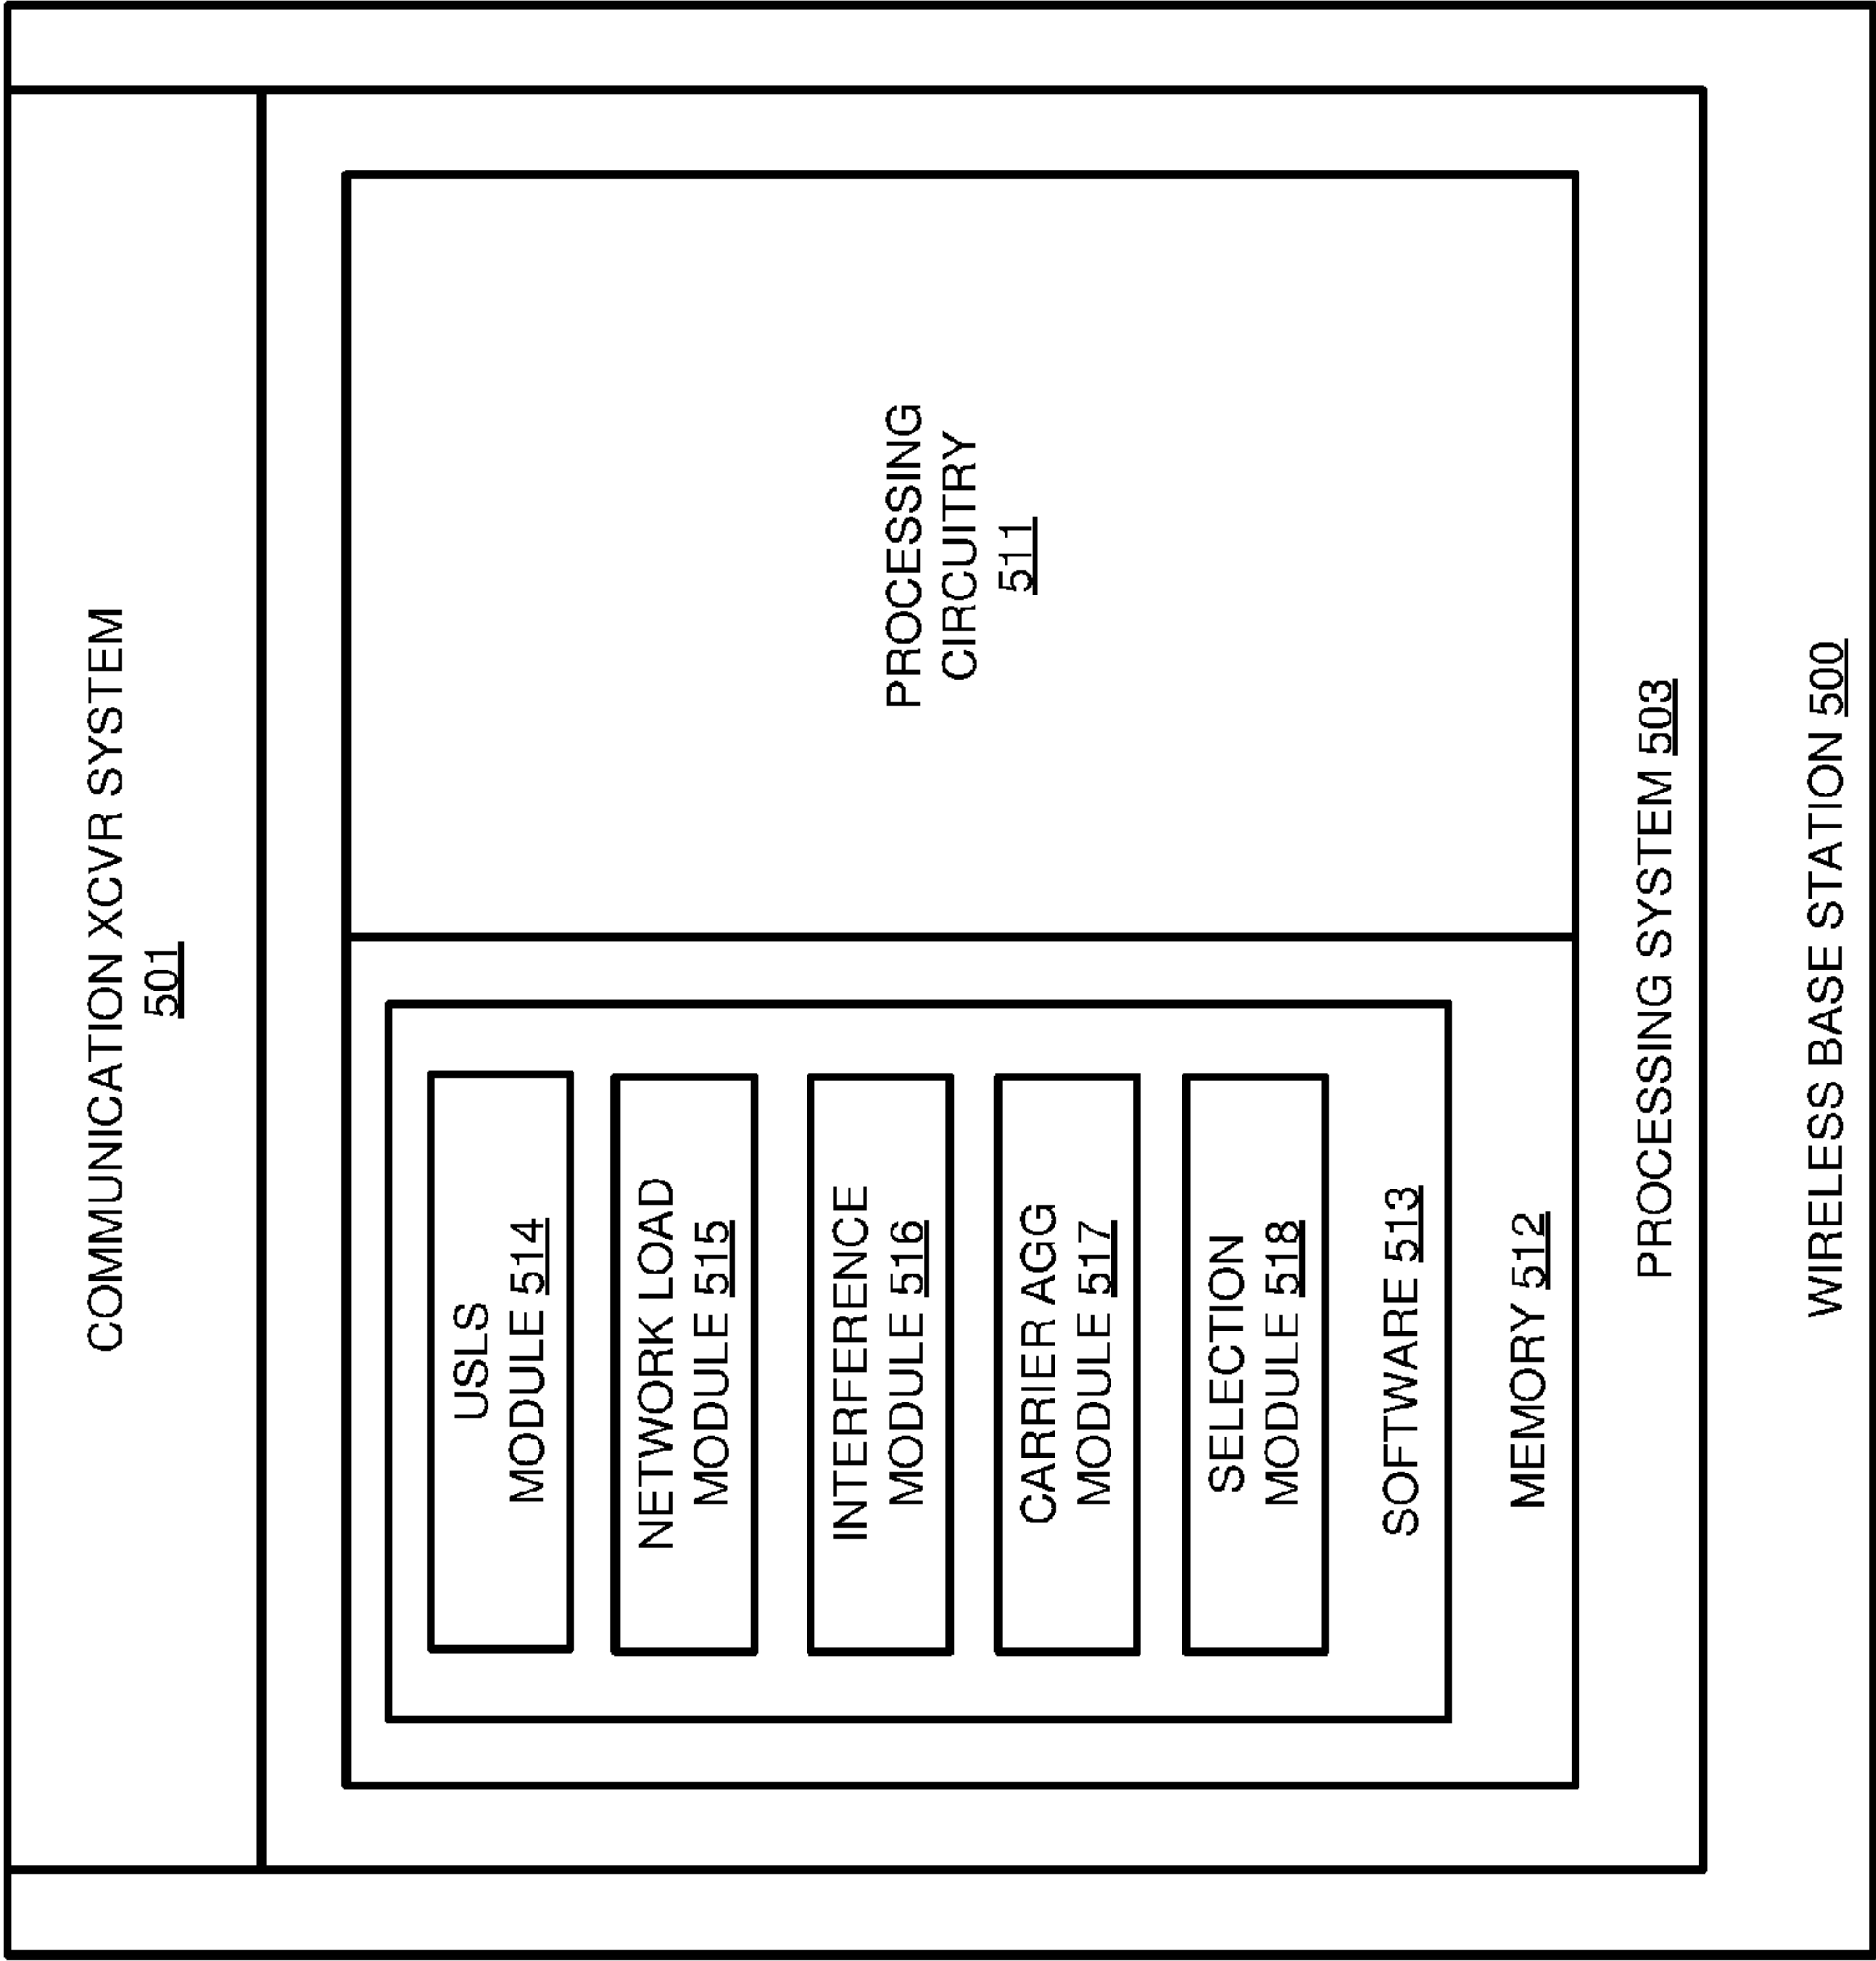 COMMUNICATION XCVR SYSTEM
501
USLS
MODULE 514
NETWORK LOAD
MODULE 515
INTERFERENCE
MODULE 516
CARRIER AGG
MODULE 517
SELECTION
MODULE 518
SOFTWARE 513
MEMORY 512
PROCESSING
CIRCUITRY
511
PROCESSING SYSTEM 503
WIRELESS BASE STATION 500